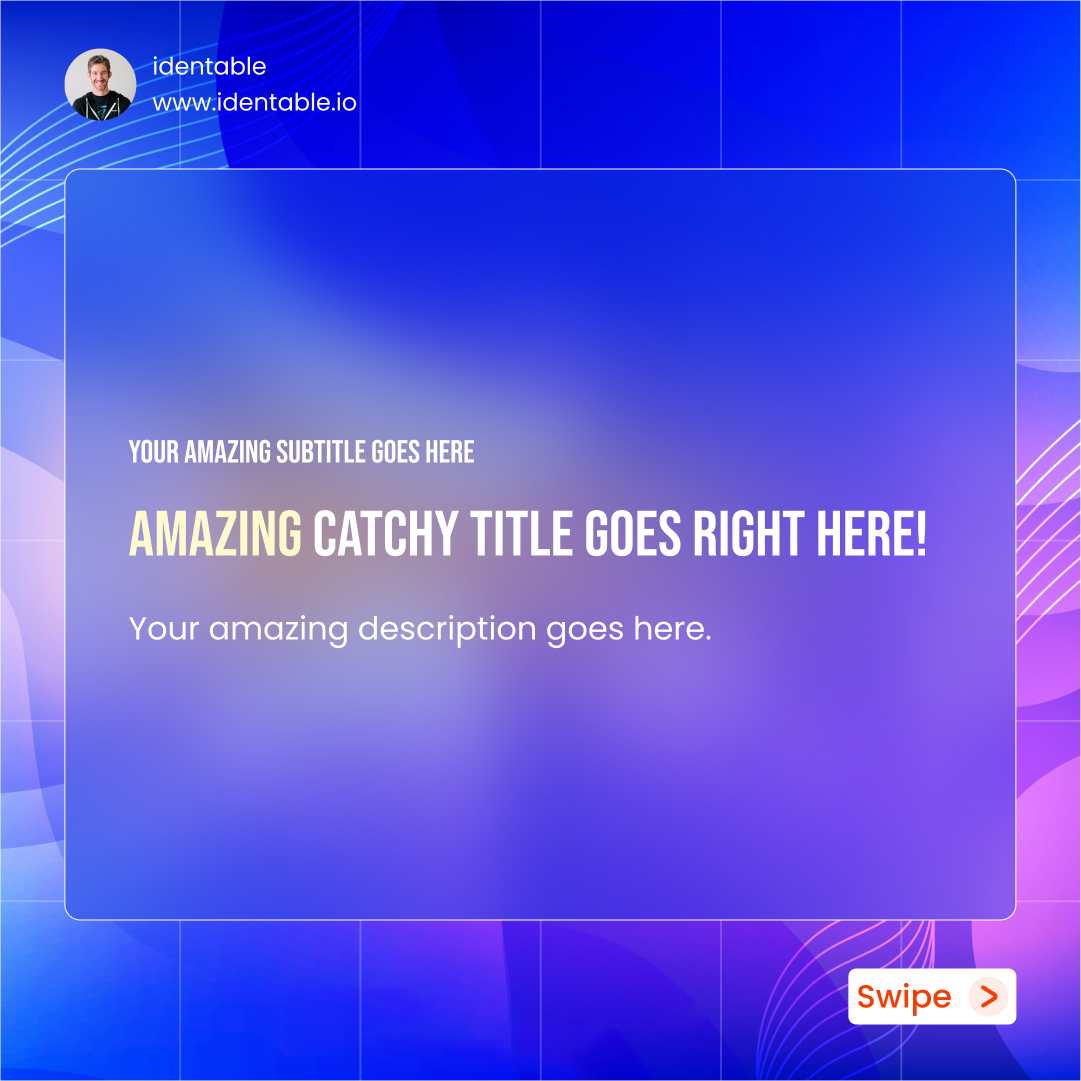 identable
www.identable.io
YOUR AMAZING SUBTITLE GOES HERE
AMAZING CATCHY TITLE GOES RIGHT HERE!
Your amazing description goes here.
Swipe >